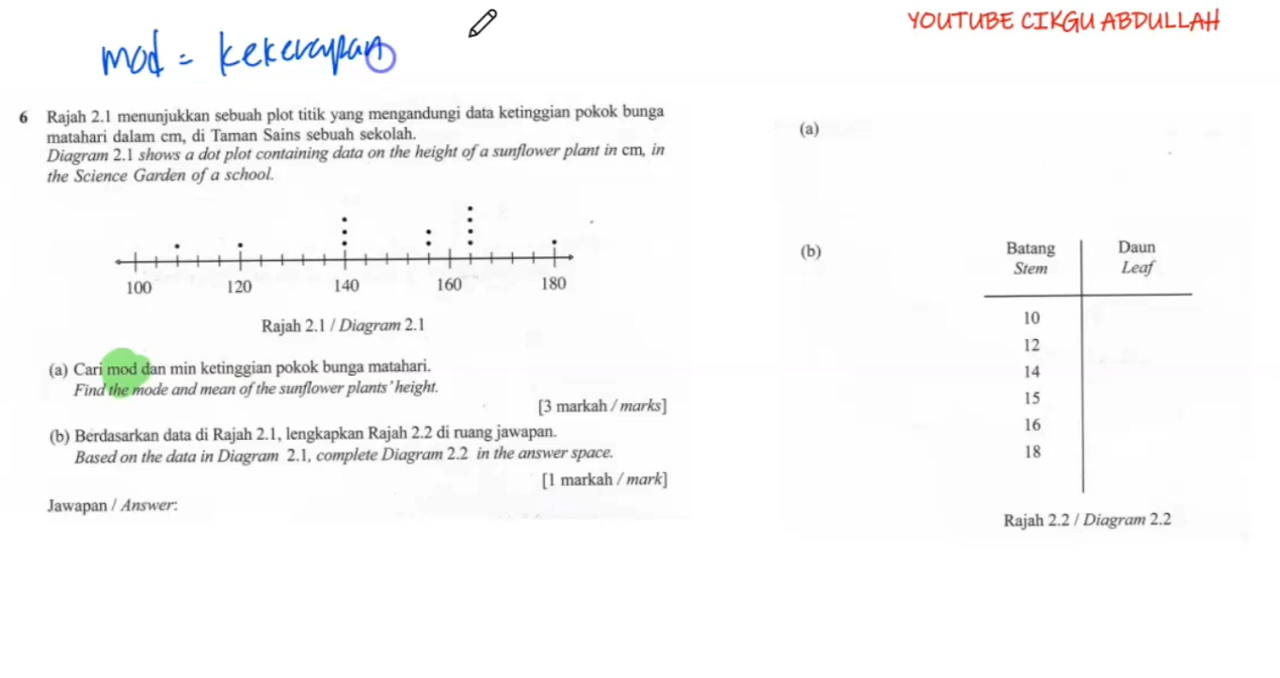 YOUTUBE CIKGU ABDULLAH
mod = kekerapan
6 Rajah 2.1 menunjukkan sebuah plot titik yang mengandungi data ketinggian pokok bunga
matahari dalam cm, di Taman Sains sebuah sekolah.
Diagram 2.1 shows a dot plot containing data on the height of a sunflower plant in cm, in
the Science Garden of a school.
100 120 140 160 180
Rajah 2.1 / Diagram 2.1
(a) Cari mod dan min ketinggian pokok bunga matahari.
Find the mode and mean of the sunflower plants' height.
[3 markah / marks]
(b) Berdasarkan data di Rajah 2.1, lengkapkan Rajah 2.2 di ruang jawapan.
Based on the data in Diagram 2.1, complete Diagram 2.2 in the answer space.
[1 markah / mark]
Jawapan / Answer:
(a)
(b)
Batang Daun
Stem Leaf
10
12
14
15
16
18
Rajah 2.2 / Diagram 2.2